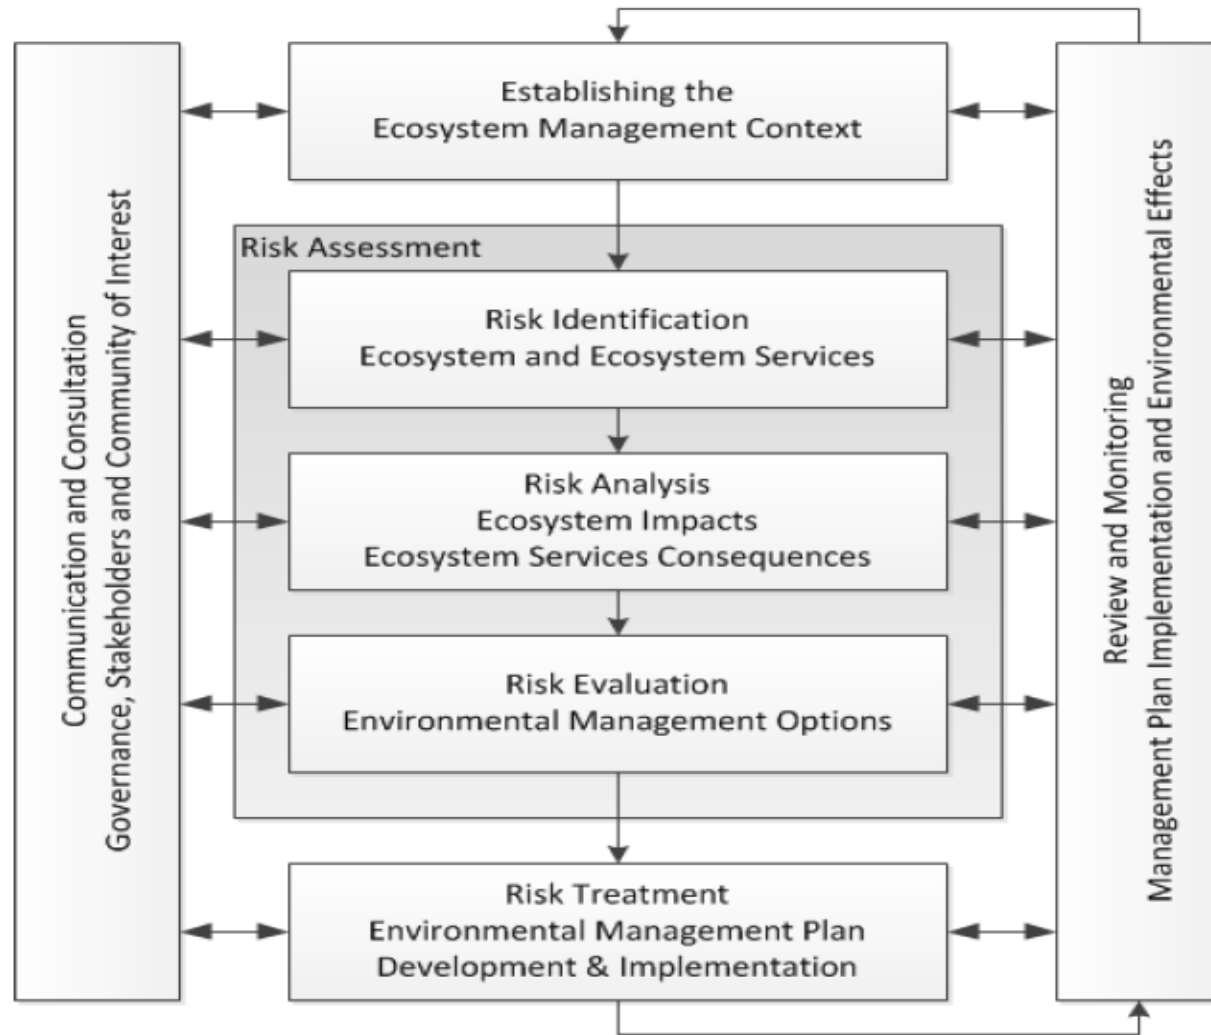 Establishing the
Ecosystem Management Context
Risk Assessment
Risk Identification
Ecosystem and Ecosystem Services
Risk Analysis
Ecosystem Impacts
Ecosystem Services Consequences
Risk Evaluation
Environmental Management Options
Risk Treatment
Environmental Management Plan
Development & Implementation
Communication and Consultation
Governance, Stakeholders and Community of Interest
Review and Monitoring
Management Plan Implementation and Environmental Effects